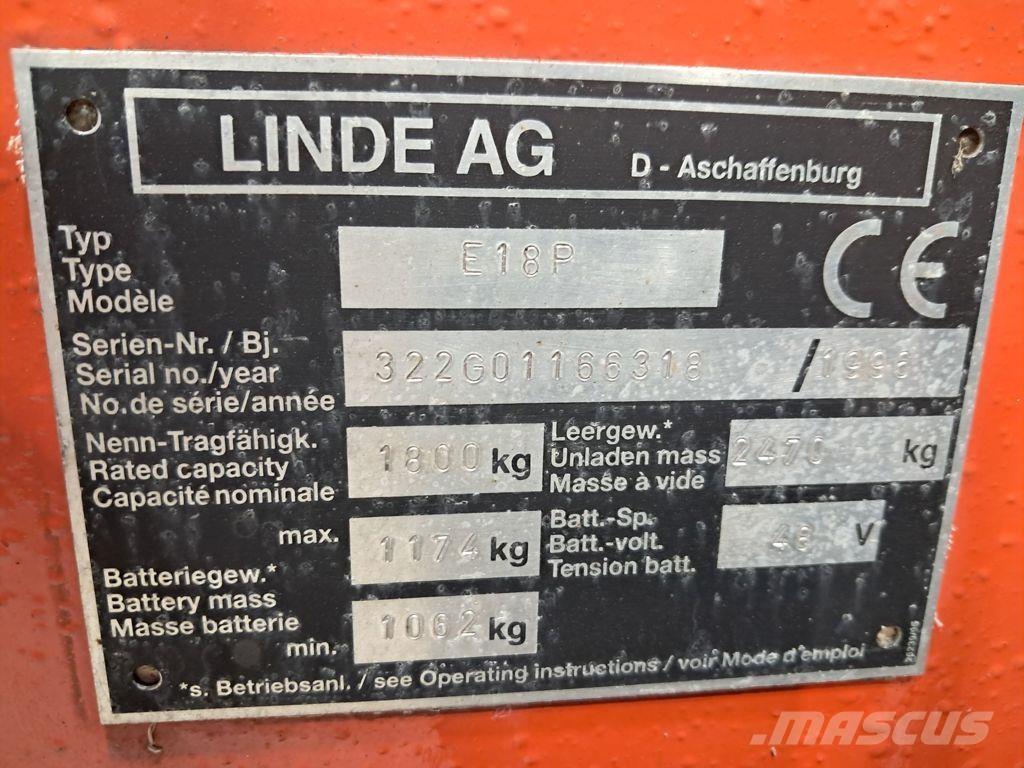 LINDE AG D - Aschaffenburg
Typ
Type
Modèle
E18P
CE
Serien-Nr. / Bj.
Serial no./year
No.de série/année
322G01166318 /1996
Nenn-Tragfähigk.
Rated capacity
Capacité nominale
1800 kg
Leergew.*
Unladen mass
Masse à vide
2470 kg
max.
1174 kg
Batt.-Sp.
Batt.-volt.
Tension batt.
48 V
Batteriegew.*
Battery mass
Masse batterie
min.
1062 kg
*s. Betriebsanl. / see Operating instructions / voir Mode d'emploi
MASCUS